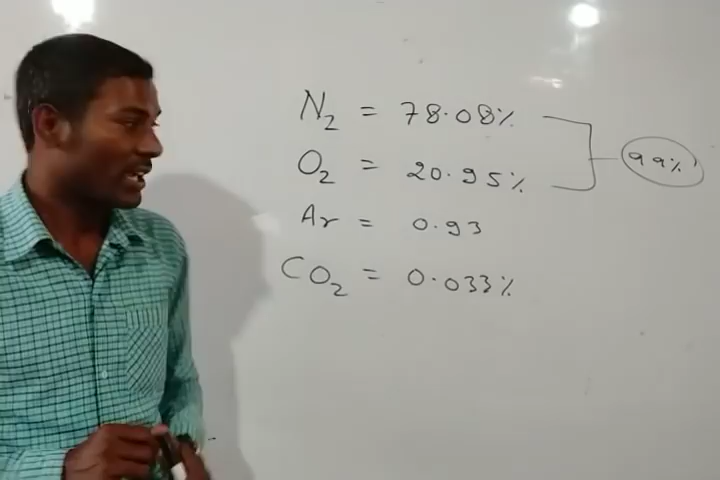 N₂ = 78.08%
O₂ = 20.95%
99%
Ar = 0.93
CO₂ = 0.033%